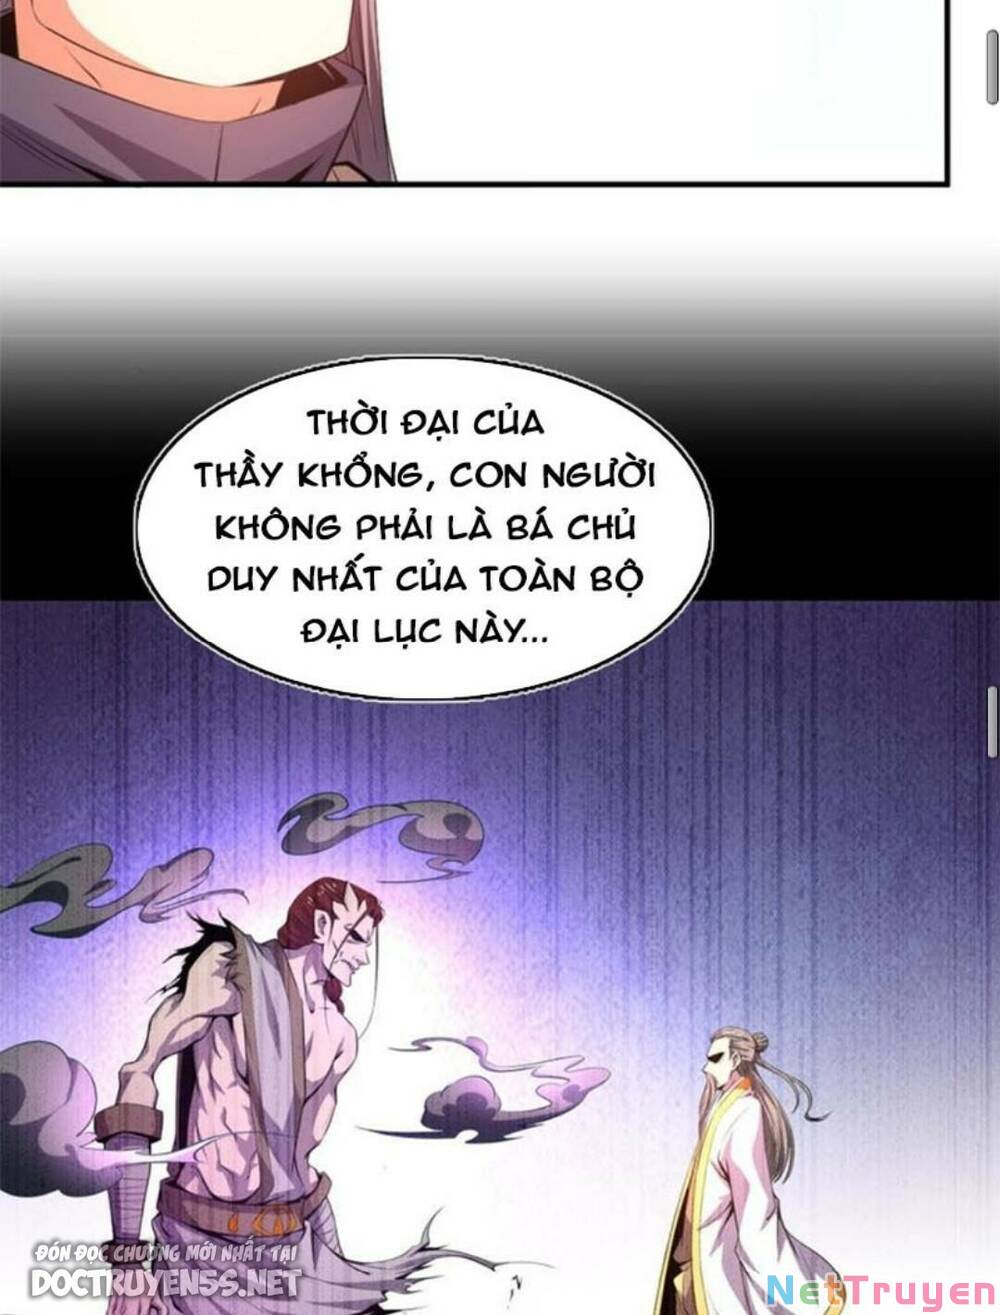 THỜI ĐẠI CỦA
THẦY KHỔNG, CON NGƯỜI
KHÔNG PHẢI LÀ BÁ CHỦ
DUY NHẤT CỦA TOÀN BỘ
ĐẠI LỤC NÀY...
ĐÓN ĐỌC CHƯƠNG MỚI NHẤT TẠI
DOCTRUYEN5S.NET
NetTruyen